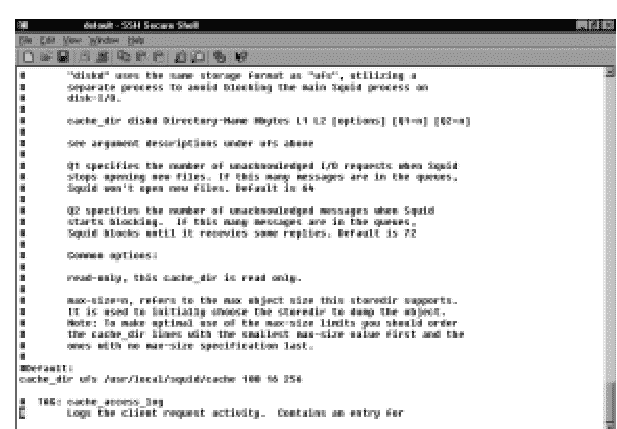 default - SSH Secure Shell
File Edit View Window Help
# "diskd" uses the same storage format as "ufs", utilizing a
# separate process to avoid blocking the main Squid process on
# disk-I/O.
#
# cache_dir diskd Directory-Name Mbytes L1 L2 [options] [Q1=n] [Q2=n]
#
# see argument descriptions under ufs above
#
# Q1 specifies the number of unacknowledged I/O requests when Squid
# stops opening new files. If this many messages are in the queues,
# Squid won't open new files. Default is 64
#
# Q2 specifies the number of unacknowledged messages when Squid
# starts blocking. If this many messages are in the queues,
# Squid blocks until it recevies some replies. Default is 72
#
# Common options:
#
# read-only, this cache_dir is read only.
#
# max-size=n, refers to the max object size this storedir supports.
# It is used to initially choose the storedir to dump the object.
# Note: To make optimal use of the max-size limits you should order
# the cache_dir lines with the smallest max-size value first and the
# ones with no max-size specification last.
#
#Default:
cache_dir ufs /usr/local/squid/cache 100 16 256

# TAG: cache_access_log
# Logs the client request activity. Contains an entry for